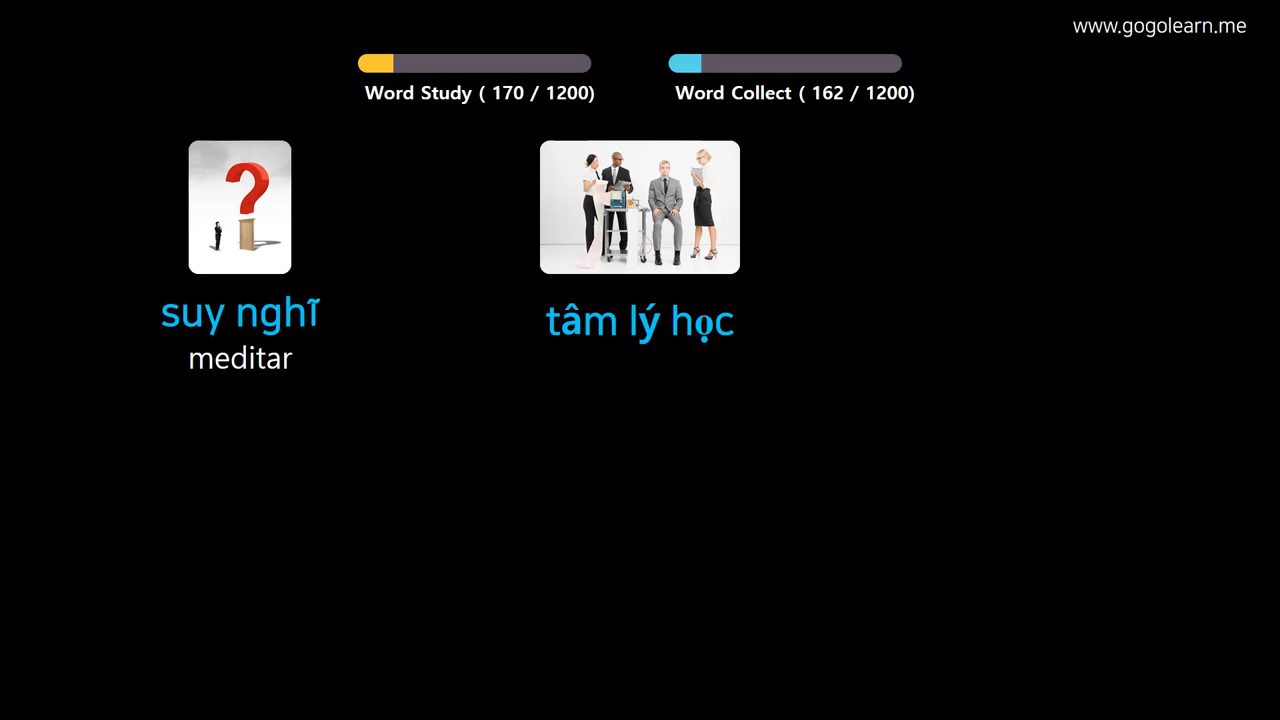 www.gogolearn.me
Word Study ( 170 / 1200)
Word Collect ( 162 / 1200)
suy nghĩ
meditar
tâm lý học